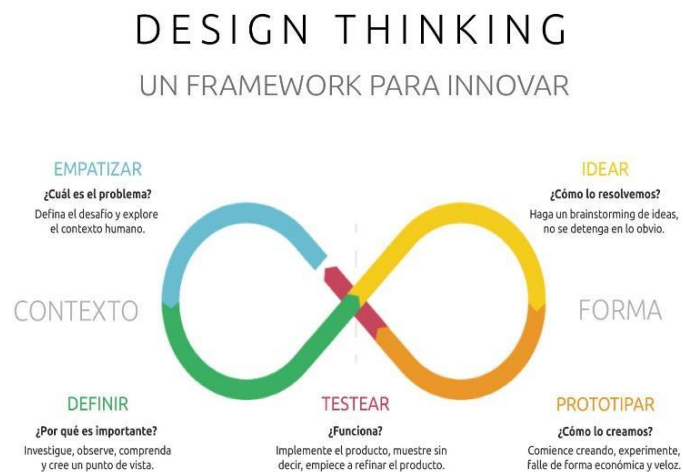 DESIGN THINKING
UN FRAMEWORK PARA INNOVAR
EMPATIZAR
¿Cuál es el problema?
Defina el desafío y explore
el contexto humano.
IDEAR
¿Cómo lo resolvemos?
Haga un brainstorming de ideas,
no se detenga en lo obvio.
CONTEXTO
FORMA
DEFINIR
¿Por qué es importante?
Investigue, observe, comprenda
y cree un punto de vista.
TESTEAR
¿Funciona?
Implemente el producto, muestre sin
decir, empiece a refinar el producto.
PROTOTIPAR
¿Cómo lo creamos?
Comience creando, experimente,
falle de forma económica y veloz.